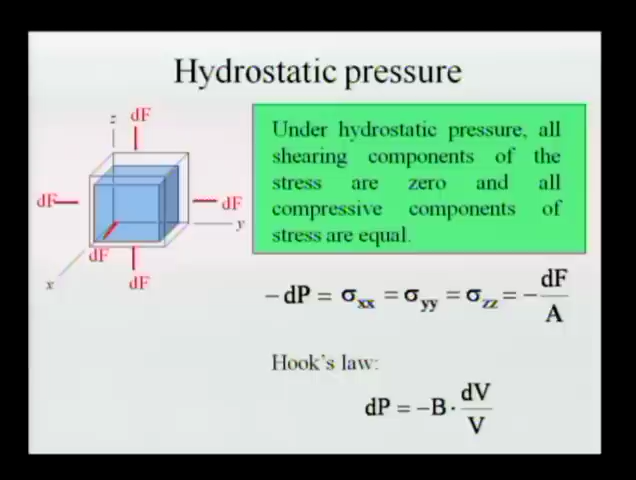 Hydrostatic pressure
z dF
Under hydrostatic pressure, all
shearing components of the
stress are zero and all
compressive components of
stress are equal.
dF dF
y
dF
x dF
- dP = σxx = σyy = σzz = - dF/A
Hook's law:
dP = -B · dV/V